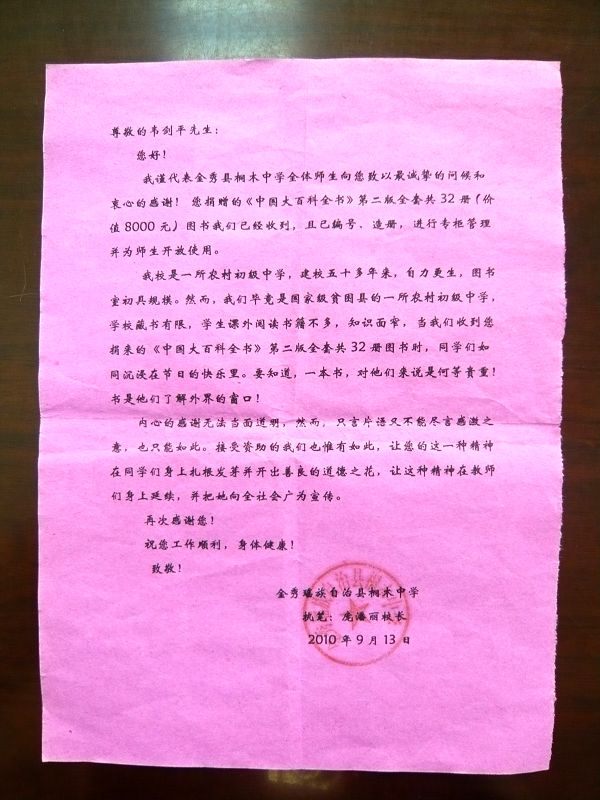 尊敬的韦剑平先生：
您好！
我谨代表金秀县桐木中学全体师生向您致以最诚挚的问候和
衷心的感谢！您捐赠的《中国大百科全书》第二版全套共32册（价
值8000元）图书我们已经收到，且已编号、造册，进行专柜管理
并为师生开放使用。
我校是一所农村初级中学，建校五十多年来，自力更生，图书
室初具规模。然而，我们毕竟是国家级贫困县的一所农村初级中学，
学校藏书有限，学生课外阅读书籍不多，知识面窄，当我们收到您
捐来的《中国大百科全书》第二版全套共32册图书时，同学们如
同沉浸在节日的快乐里。要知道，一本书，对他们来说是何等贵重！
书是他们了解外界的窗口！
内心的感谢无法当面道明，然而，只言片语又不能尽言感激之
意，也只能如此。接受资助的我们也惟有如此，让您的这一种精神
在同学们身上扎根发芽并开出善良的道德之花，让这种精神在教师
们身上延续，并把她向全社会广为宣传。
再次感谢您！
祝您工作顺利，身体健康！
致敬！
金秀瑶族自治县桐木中学
执笔：庞潘丽校长
2010年9月13日